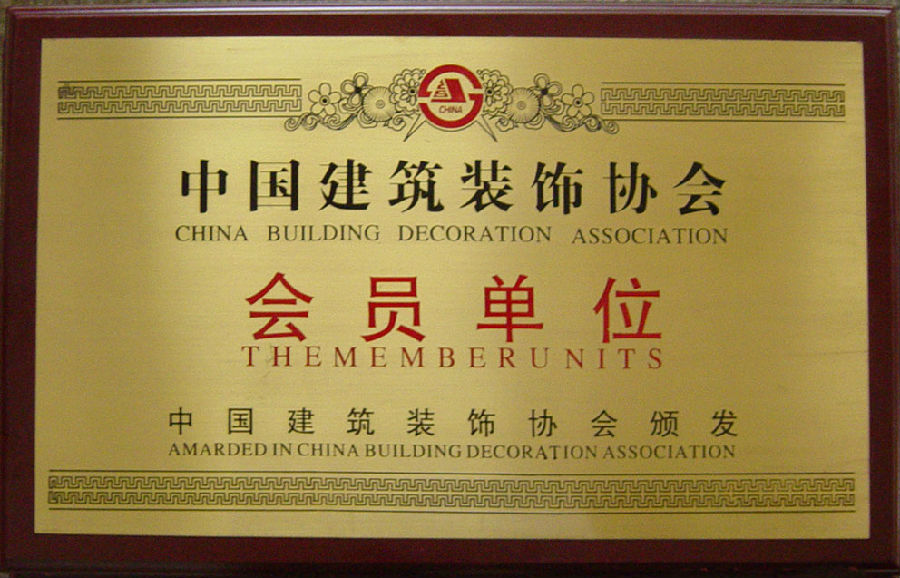 CHINA
中国建筑装饰协会
CHINA BUILDING DECORATION ASSOCIATION
会员单位
THEMEMBERUNITS
中国建筑装饰协会颁发
AMARDED IN CHINA BUILDING DECORATION ASSOCIATION